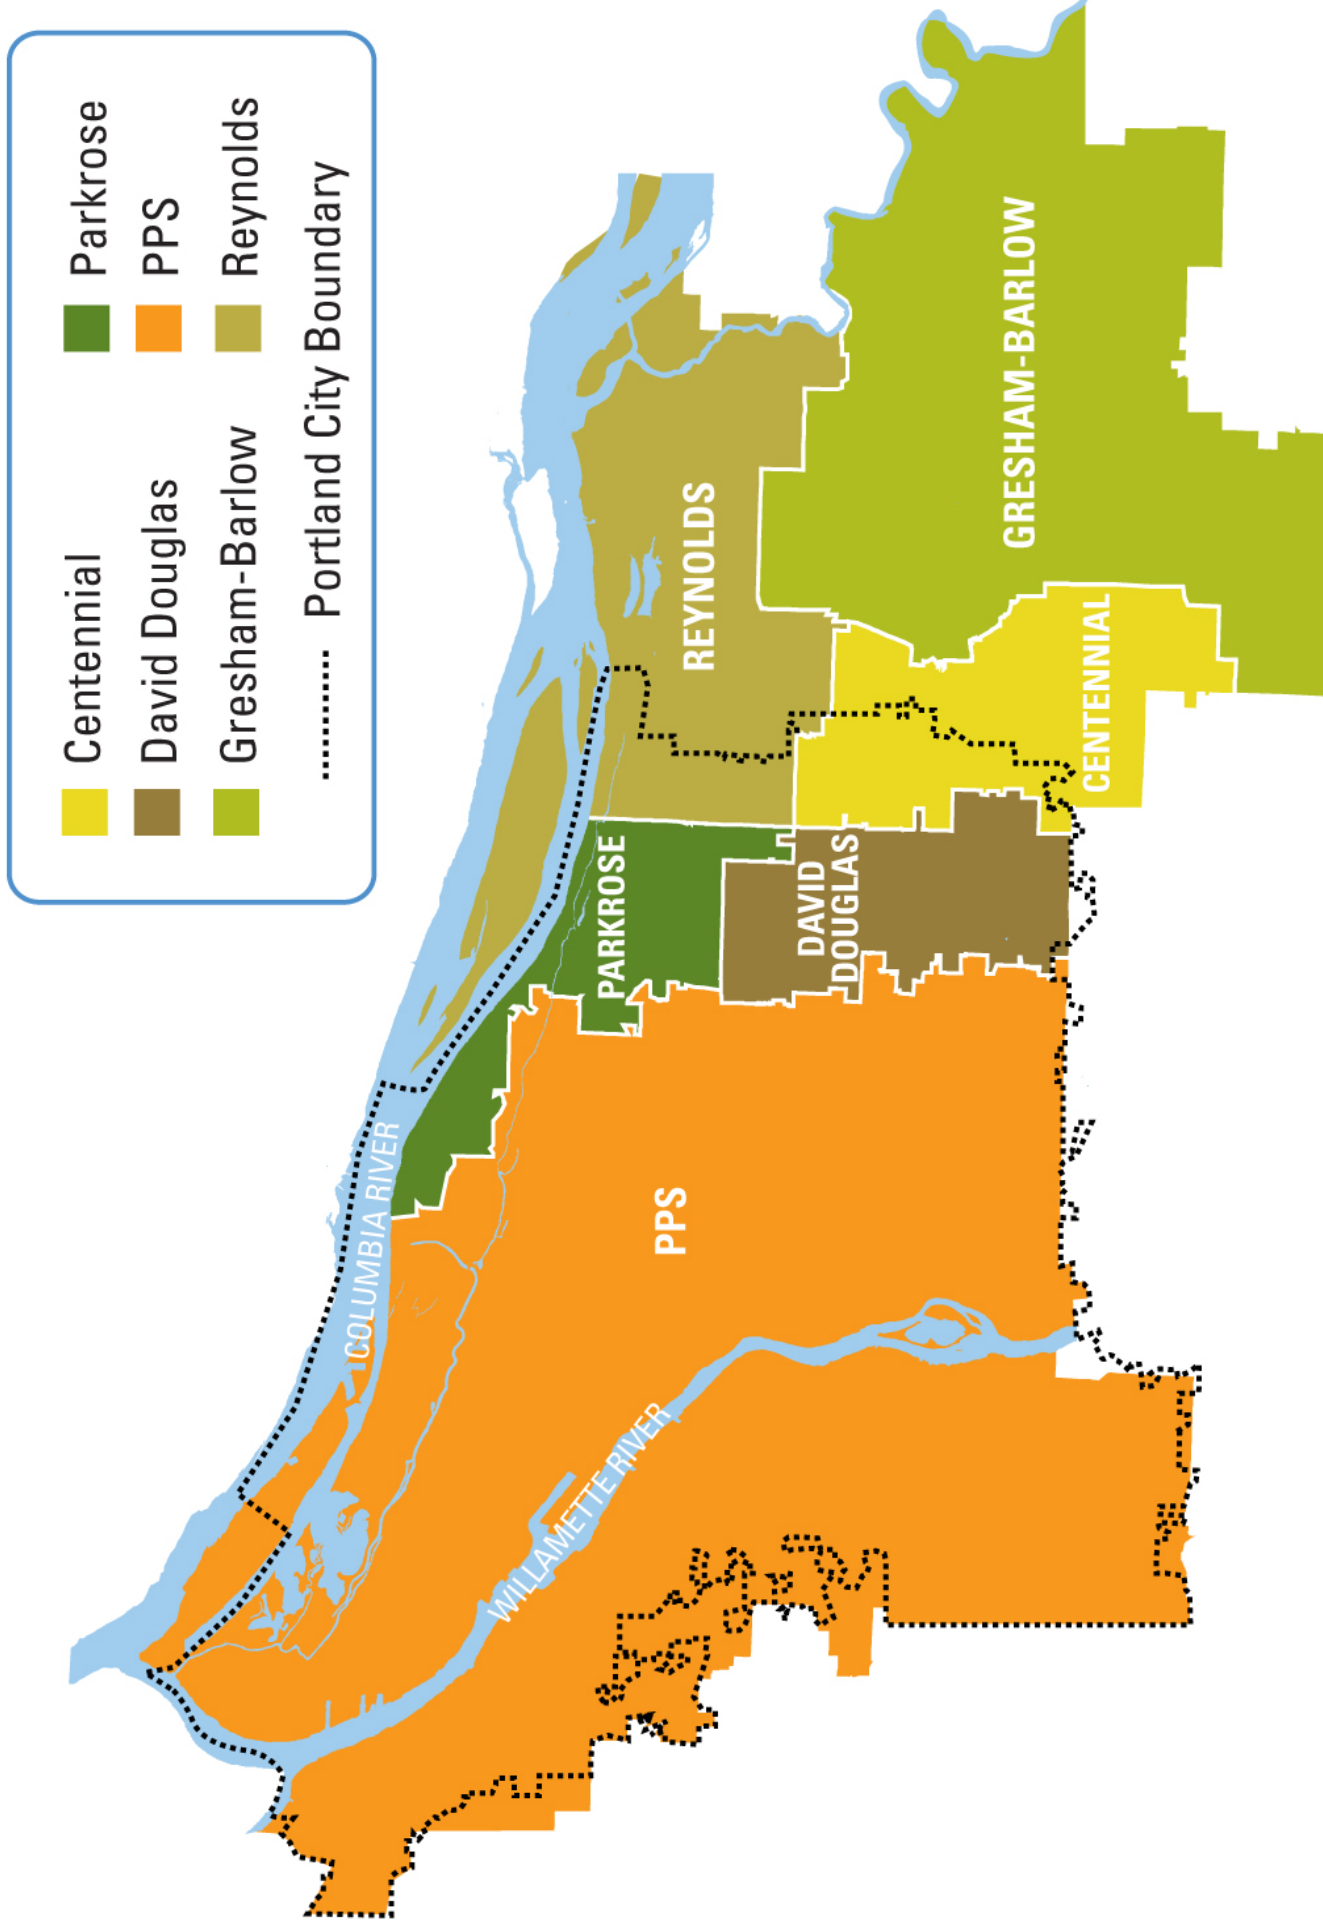 Centennial
Parkrose
David Douglas
PPS
Gresham-Barlow
Reynolds
Portland City Boundary
COLUMBIA RIVER
WILLAMETTE RIVER
PPS
PARKROSE
DAVID
DOUGLAS
REYNOLDS
CENTENNIAL
GRESHAM-BARLOW